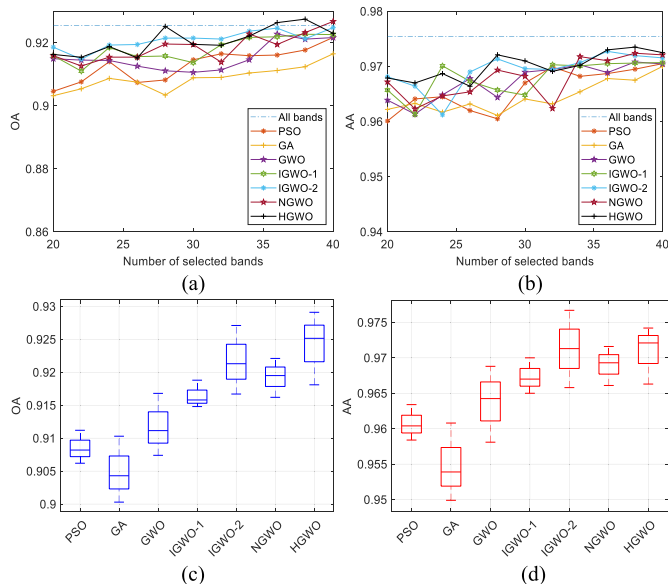 (a)
0.92
0.9
0.88
0.86
OA
20
25
30
35
40
Number of selected bands
All bands
PSO
GA
GWO
IGWO-1
IGWO-2
NGWO
HGWO
(b)
0.98
0.97
0.96
0.95
0.94
AA
20
25
30
35
40
Number of selected bands
All bands
PSO
GA
GWO
IGWO-1
IGWO-2
NGWO
HGWO
(c)
0.93
0.925
0.92
0.915
0.91
0.905
0.9
OA
PSO
GA
GWO
IGWO-1
IGWO-2
NGWO
HGWO
(d)
0.975
0.97
0.965
0.96
0.955
0.95
AA
PSO
GA
GWO
IGWO-1
IGWO-2
NGWO
HGWO